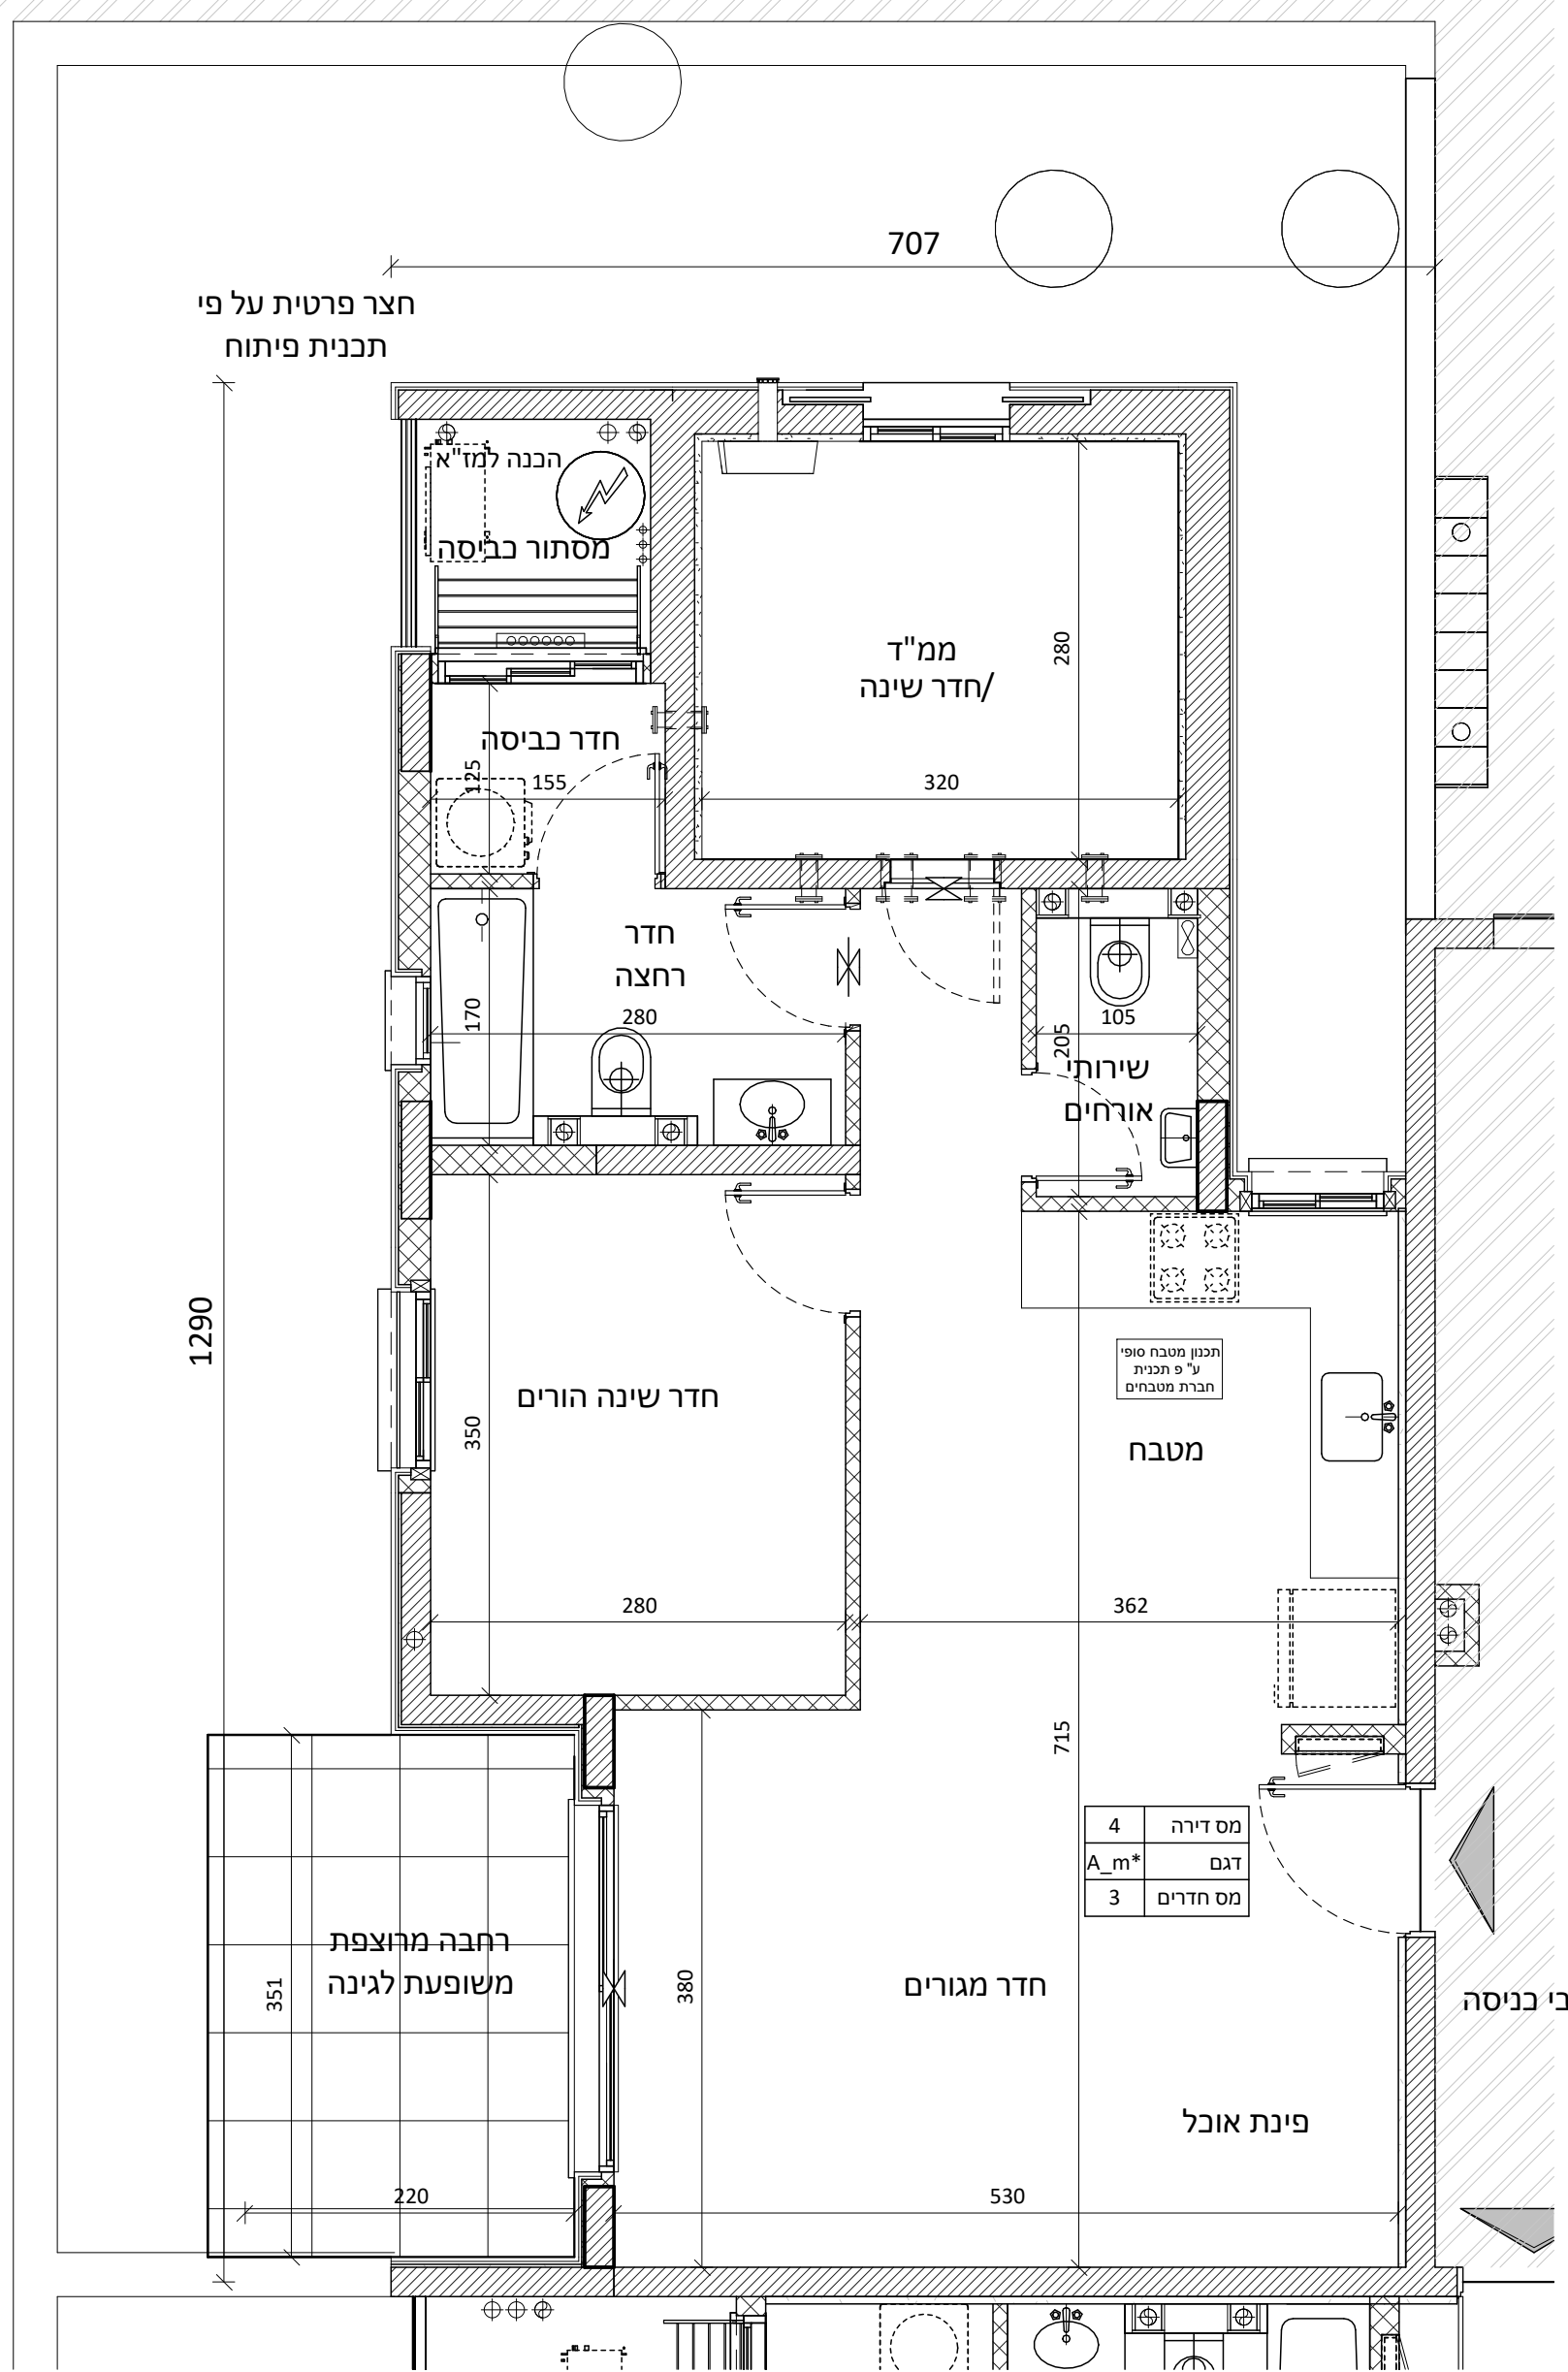 707
חצר פרטית על פי
תכנית פיתוח
הכנה למז"א
מסתור כביסה
ממ"ד
/חדר שינה
280
חדר כביסה
125
155
320
חדר
רחצה
170
280
105
205
שירותי
אורחים
1290
תכנון מטבח סופי
ע" פ תכנית
חברת מטבחים
חדר שינה הורים
350
מטבח
280
362
715
מס דירה 4
דגם A_m*
מס חדרים 3
רחבה מרוצפת
משופעת לגינה
351
380
חדר מגורים
בי כניסה
פינת אוכל
220
530